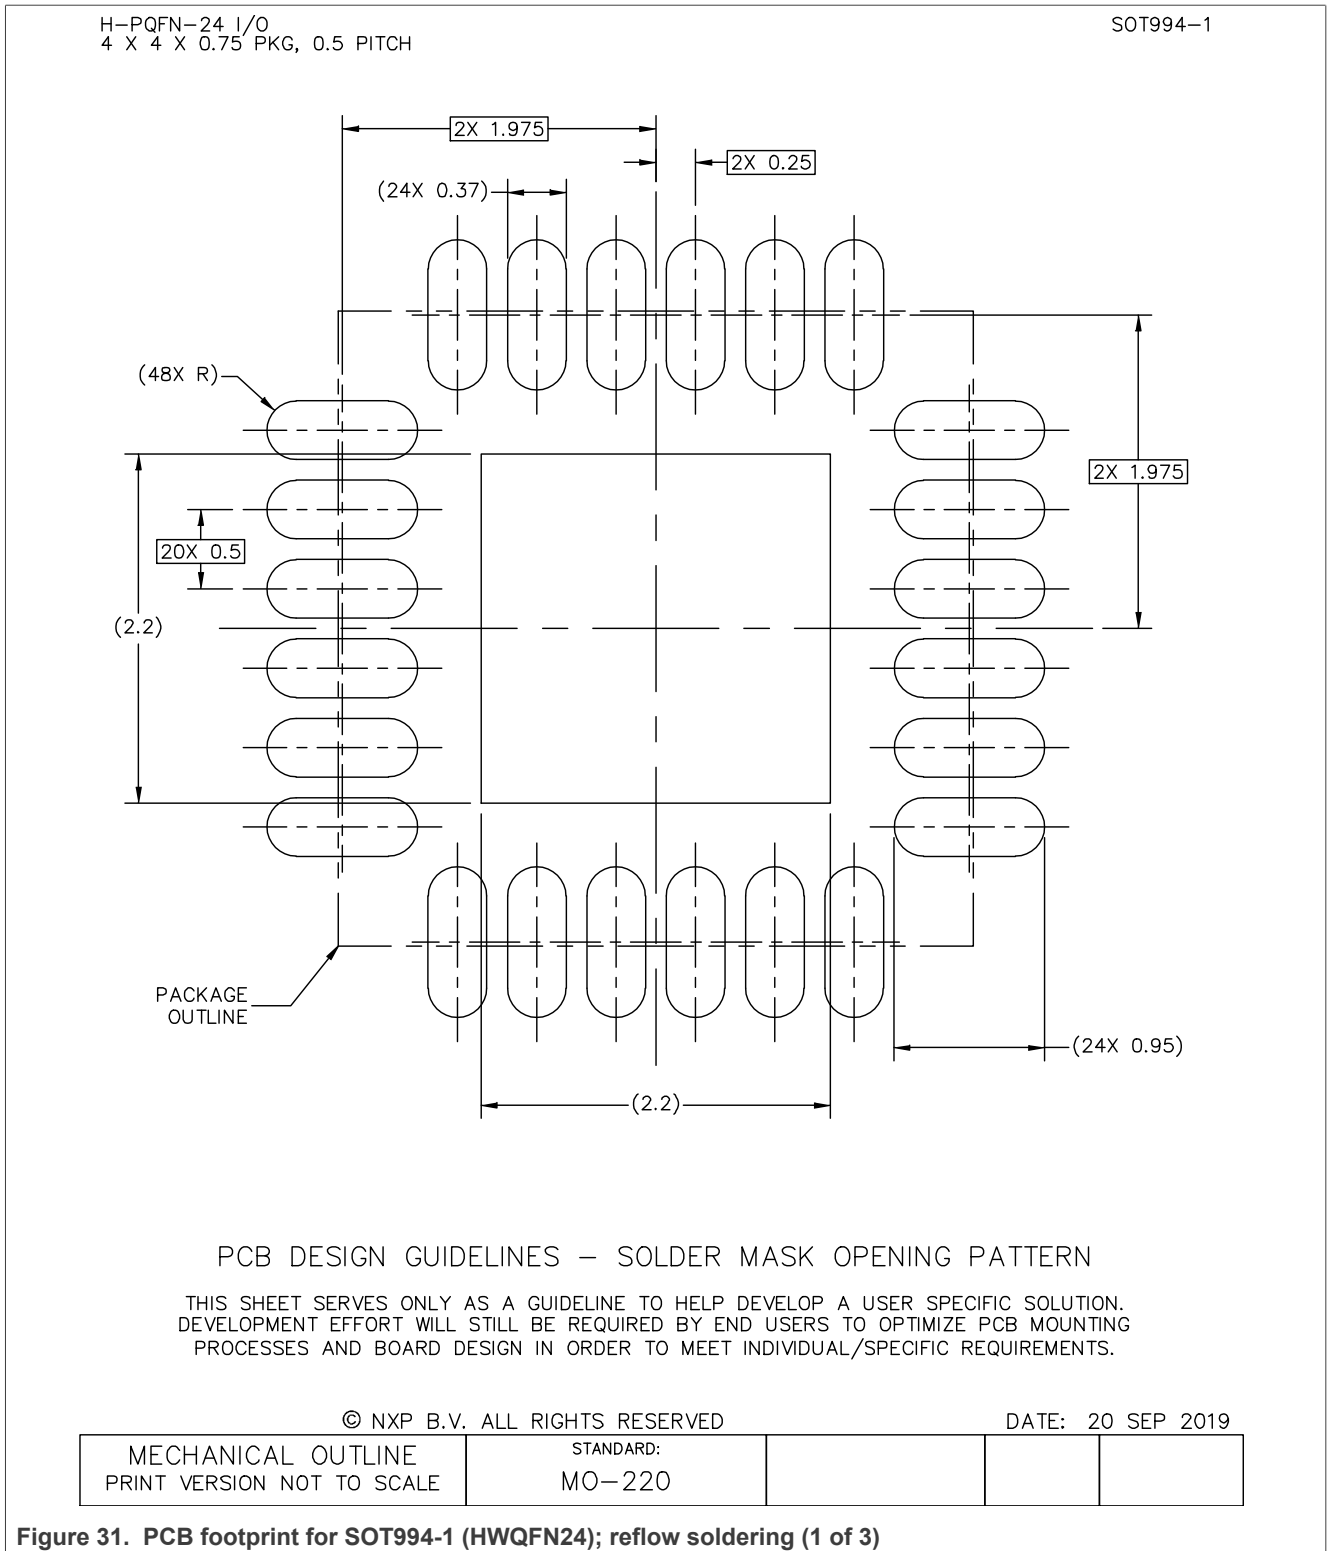 H-PQFN-24 I/O
4 X 4 X 0.75 PKG, 0.5 PITCH
SOT994-1
2X 1.975
2X 0.25
(24X 0.37)
(48X R)
2X 1.975
20X 0.5
(2.2)
PACKAGE
OUTLINE
(24X 0.95)
(2.2)
PCB DESIGN GUIDELINES – SOLDER MASK OPENING PATTERN
THIS SHEET SERVES ONLY AS A GUIDELINE TO HELP DEVELOP A USER SPECIFIC SOLUTION.
DEVELOPMENT EFFORT WILL STILL BE REQUIRED BY END USERS TO OPTIMIZE PCB MOUNTING
PROCESSES AND BOARD DESIGN IN ORDER TO MEET INDIVIDUAL/SPECIFIC REQUIREMENTS.
© NXP B.V. ALL RIGHTS RESERVED
DATE: 20 SEP 2019
MECHANICAL OUTLINE
PRINT VERSION NOT TO SCALE
STANDARD:
MO-220
Figure 31. PCB footprint for SOT994-1 (HWQFN24); reflow soldering (1 of 3)